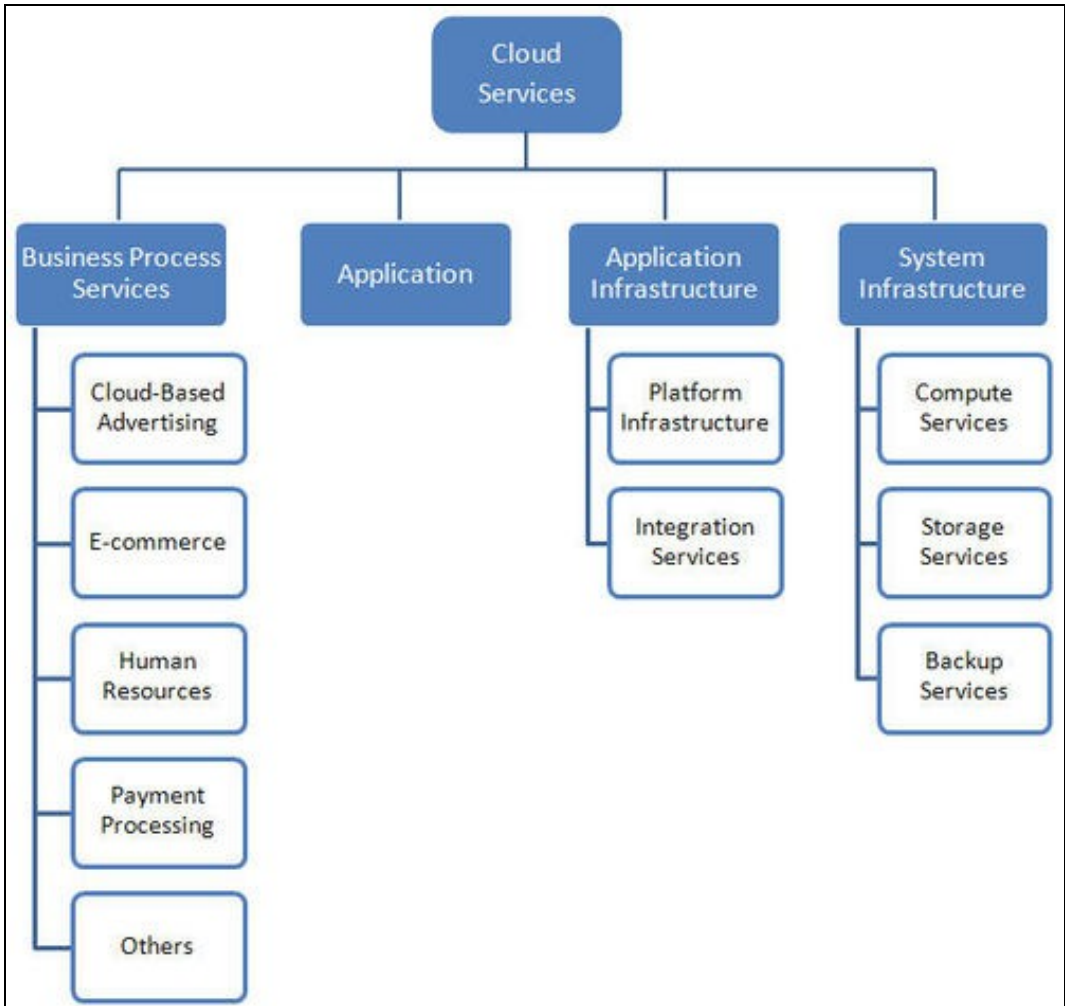 Cloud
Services
Business Process
Services
Application
Application
Infrastructure
System
Infrastructure
Cloud-Based
Advertising
E-commerce
Human
Resources
Payment
Processing
Others
Platform
Infrastructure
Integration
Services
Compute
Services
Storage
Services
Backup
Services